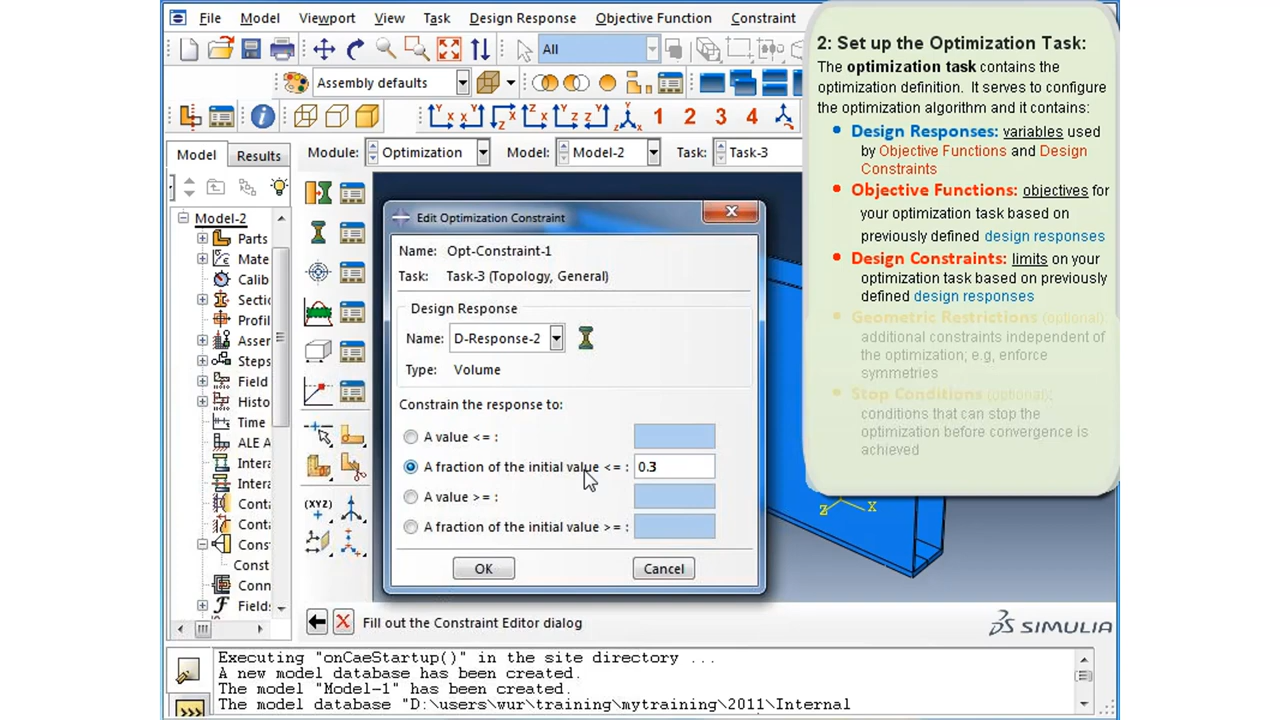 File Model Viewport View Task Design Response Objective Function Constraint
All
Assembly defaults
1 2 3 4
Model Results Module: Optimization Model: Model-2 Task: Task-3
Model-2
Parts
Mate
Calib
Sectio
Profil
Asser
Steps
Field
Histo
Time
ALE A
Intera
Intera
Conta
Conta
Const
Const
Conn
Fields
Edit Optimization Constraint
Name: Opt-Constraint-1
Task: Task-3 (Topology, General)
Design Response
Name: D-Response-2
Type: Volume
Constrain the response to:
A value <= :
A fraction of the initial value <= : 0.3
A value >= :
A fraction of the initial value >= :
OK Cancel
(XYZ)
Z X
2: Set up the Optimization Task:
The optimization task contains the
optimization definition. It serves to configure
the optimization algorithm and it contains:
• Design Responses: variables used
by Objective Functions and Design
Constraints
• Objective Functions: objectives for
your optimization task based on
previously defined design responses
• Design Constraints: limits on your
optimization task based on previously
defined design responses
• Geometric Restrictions (optional):
additional constraints independent of
the optimization; e.g, enforce
symmetries
• Stop Conditions (optional):
conditions that can stop the
optimization before convergence is
achieved
Fill out the Constraint Editor dialog
SIMULIA
Executing "onCaeStartup()" in the site directory ...
A new model database has been created.
The model "Model-1" has been created.
The model database "D:\users\wur\training\mytraining\2011\Internal
>>>